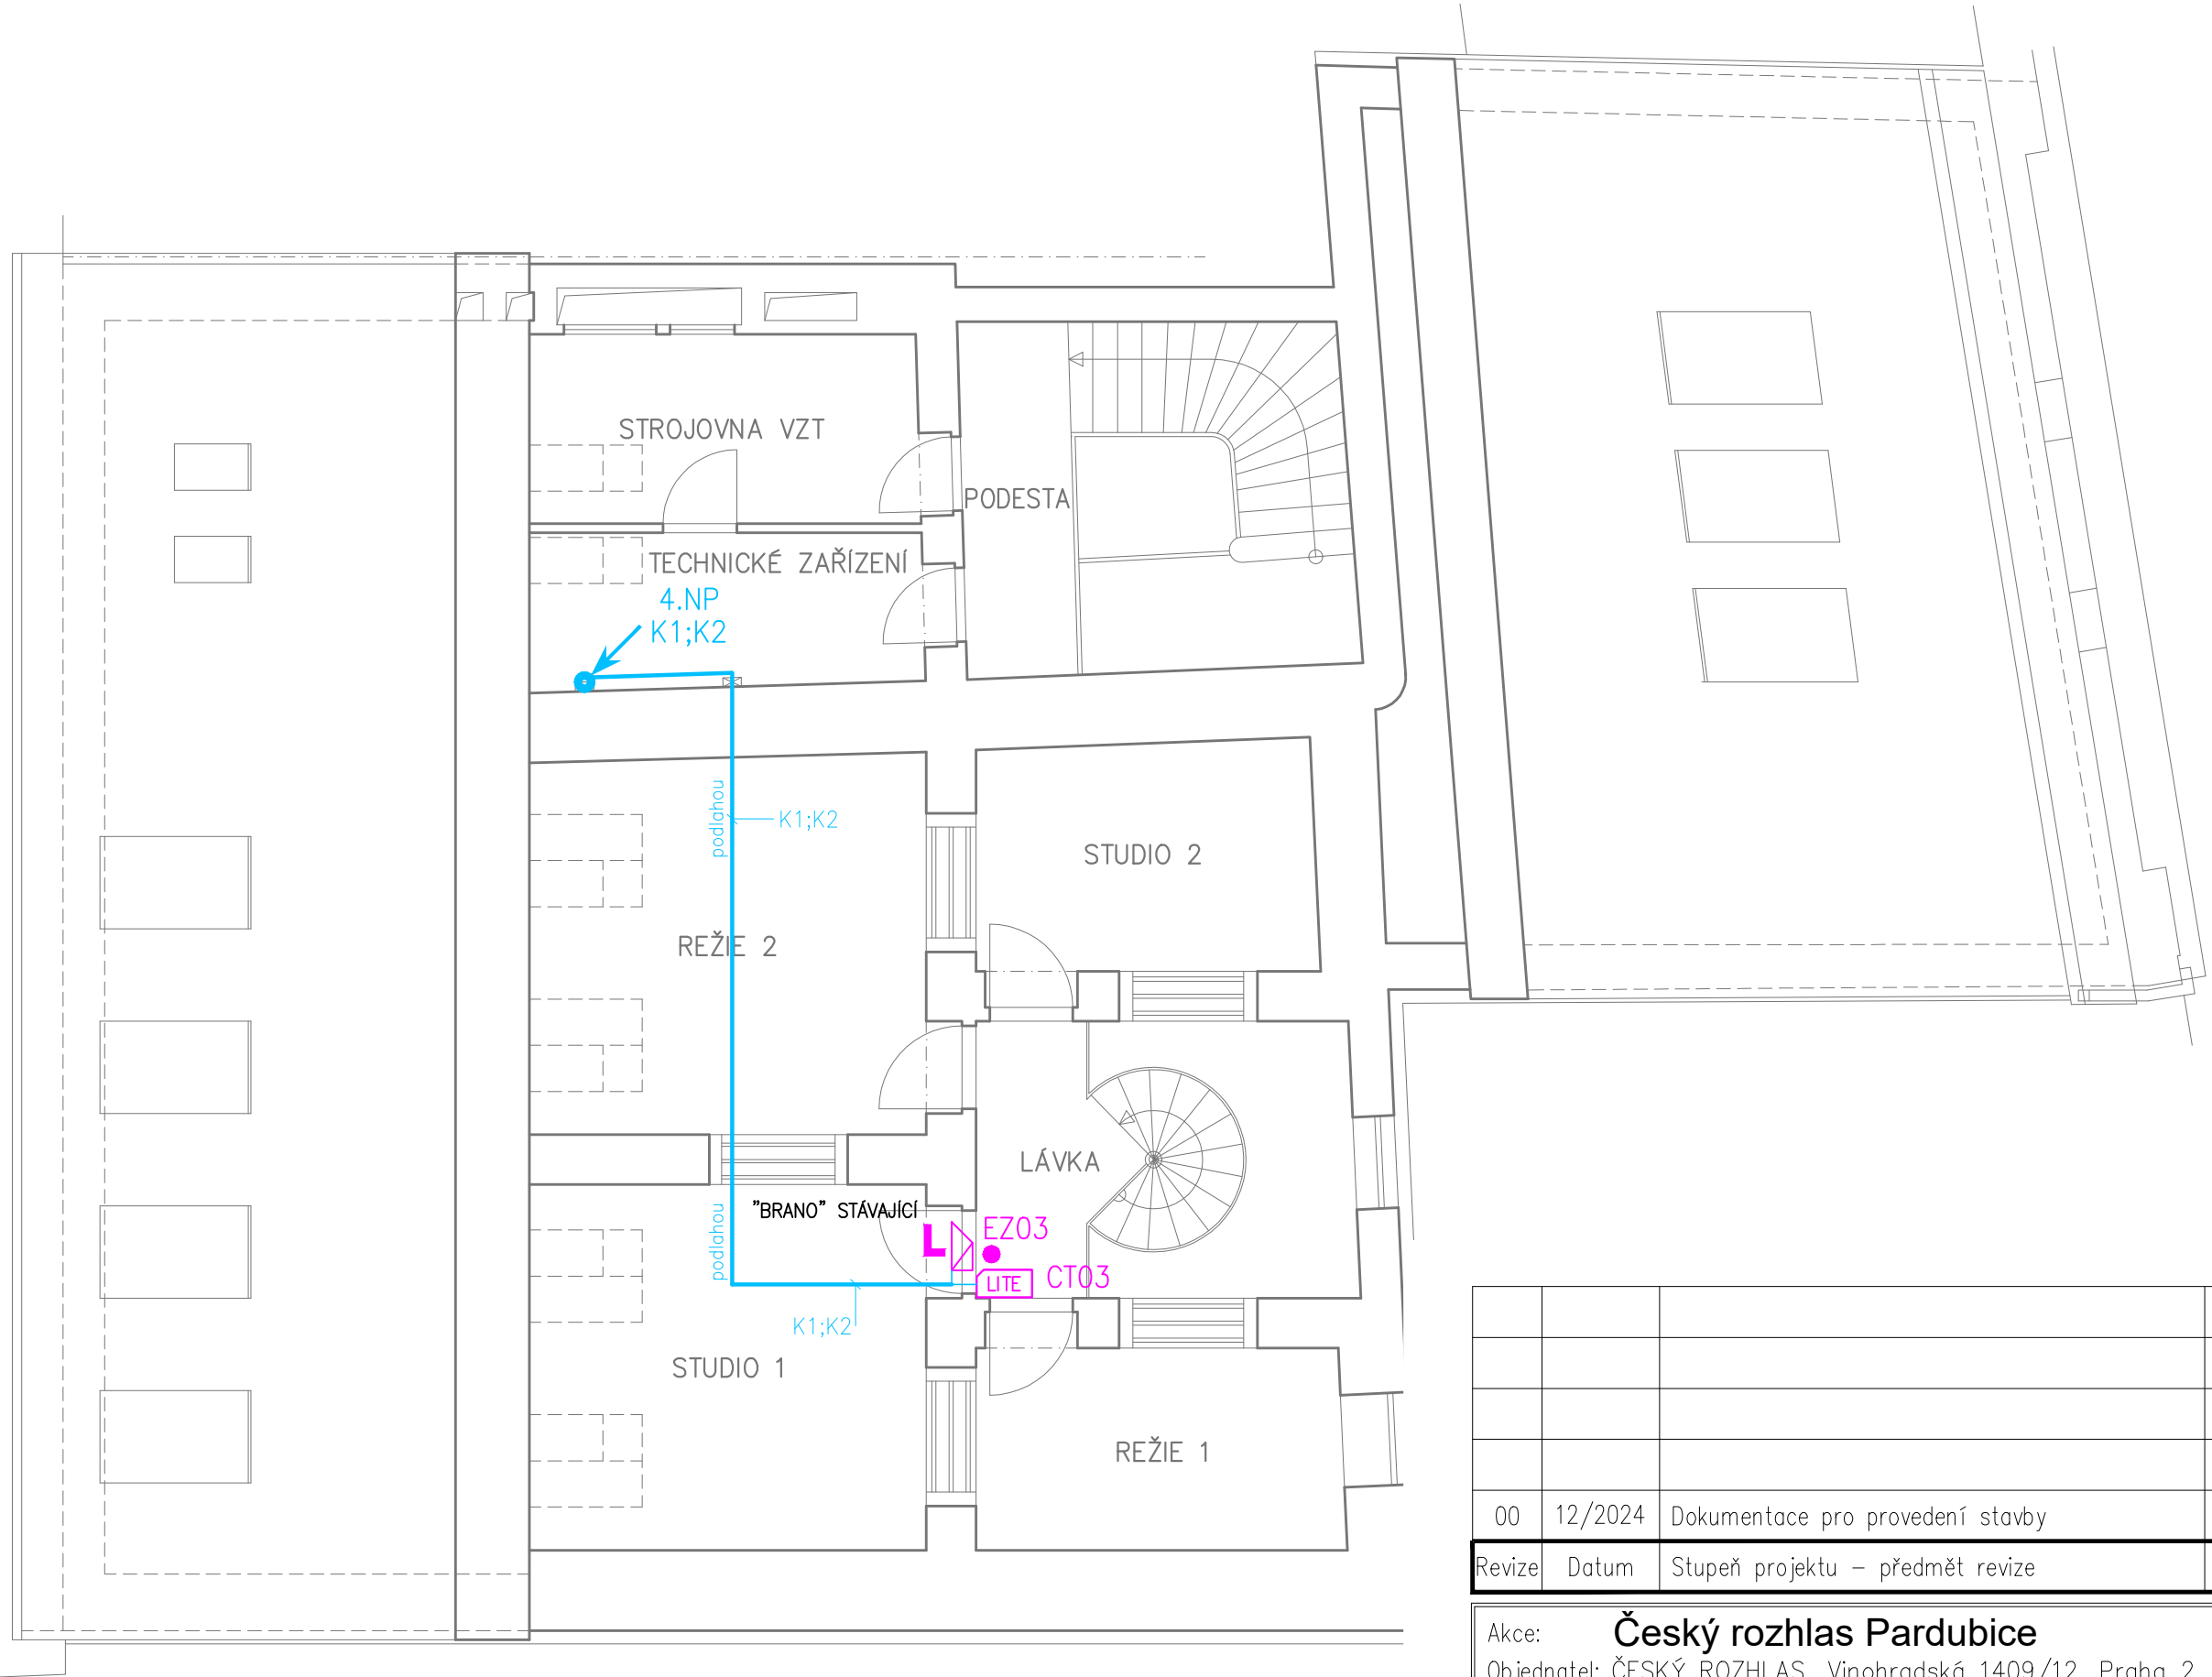 STROJOVNA VZT
PODESTA
TECHNICKÉ ZAŘÍZENÍ
4.NP
K1;K2
podlahou
K1;K2
STUDIO 2
REŽIE 2
LÁVKA
podlahou
"BRANO" STÁVAJÍCÍ
L
EZ03
LITE
CT03
K1;K2
STUDIO 1
REŽIE 1
00 12/2024 Dokumentace pro provedení stavby
Revize Datum Stupeň projektu – předmět revize
Akce: Český rozhlas Pardubice
Objednatel: ČESKÝ ROZHLAS, Vinohradská 1409/12, Praha 2